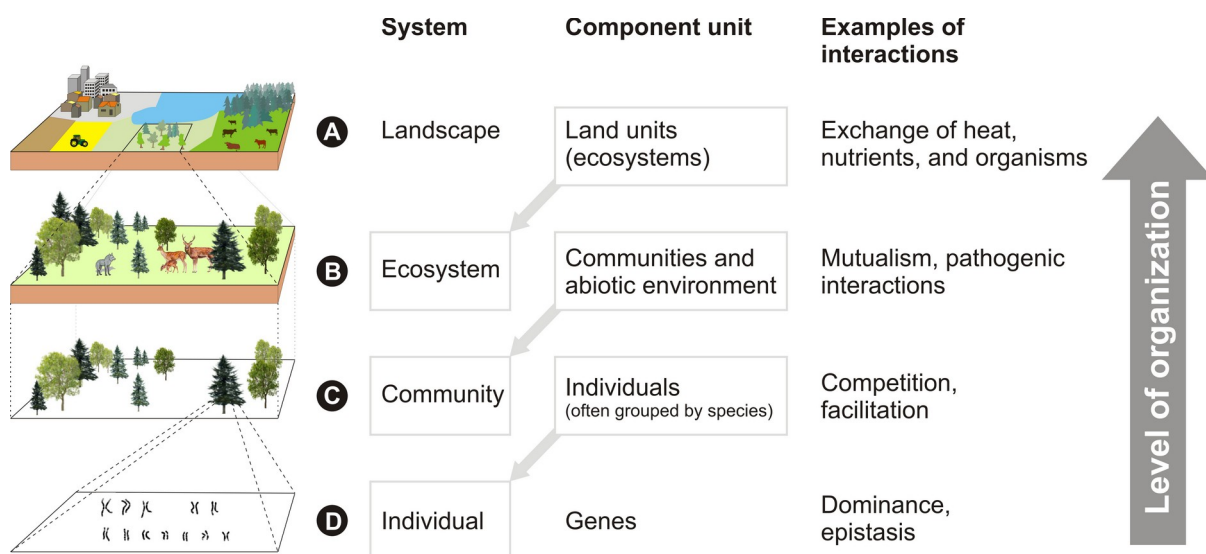 System
Component unit
Examples of
interactions
A
Landscape
Land units
(ecosystems)
Exchange of heat,
nutrients, and organisms
B
Ecosystem
Communities and
abiotic environment
Mutualism, pathogenic
interactions
C
Community
Individuals
(often grouped by species)
Competition,
facilitation
D
Individual
Genes
Dominance,
epistasis
Level of organization